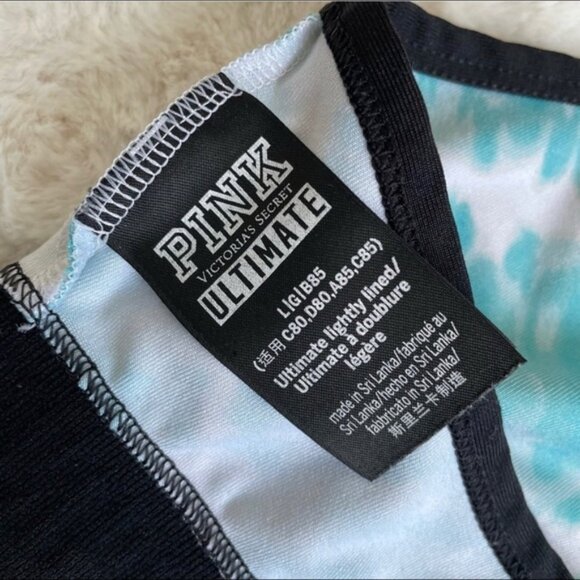 PINK
VICTORIA'S SECRET
ULTIMATE
L|G|B85
(适用 C80,D80,A85,C85)
Ultimate lightly lined/
Ultimate à doublure
légère
made in Sri Lanka/fabriqué au
Sri Lanka/hecho en Sri Lanka/
fabbricato in Sri Lanka/
斯里兰卡制造